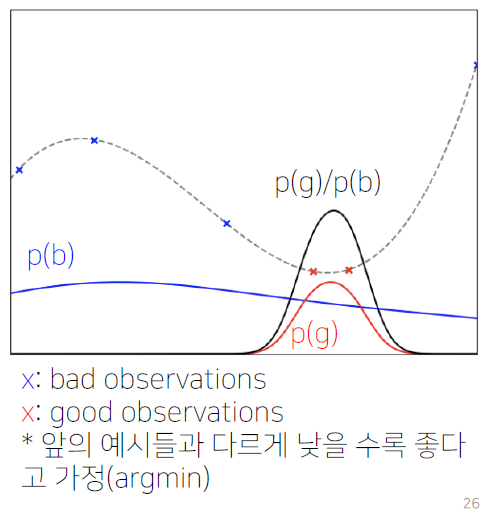 p(g)/p(b)
p(b)
p(g)
x: bad observations
x: good observations
* 앞의 예시들과 다르게 낮을 수록 좋다
고 가정(argmin)
26